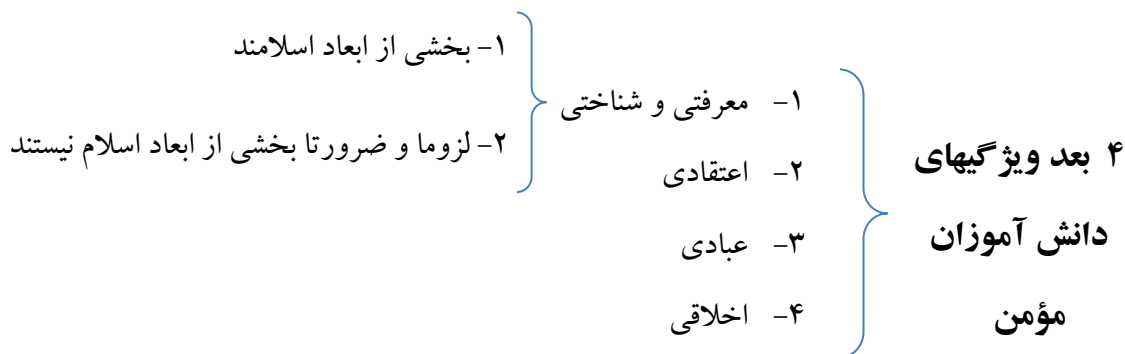 ۴ بعد ویژگیهای
دانش آموزان
مؤمن
۱- معرفتی و شناختی
۲- اعتقادی
۳- عبادی
۴- اخلاقی
۱- بخشی از ابعاد اسلامند
۲- لزوما و ضرورتا بخشی از ابعاد اسلام نیستند